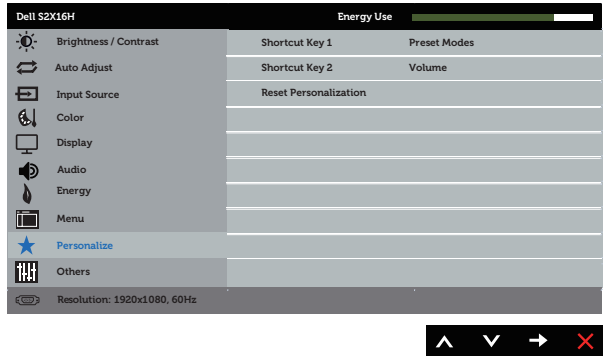 Dell S2X16H Energy Use
Brightness / Contrast Shortcut Key 1 Preset Modes
Auto Adjust Shortcut Key 2 Volume
Input Source Reset Personalization
Color
Display
Audio
Energy
Menu
Personalize
Others
Resolution: 1920x1080, 60Hz